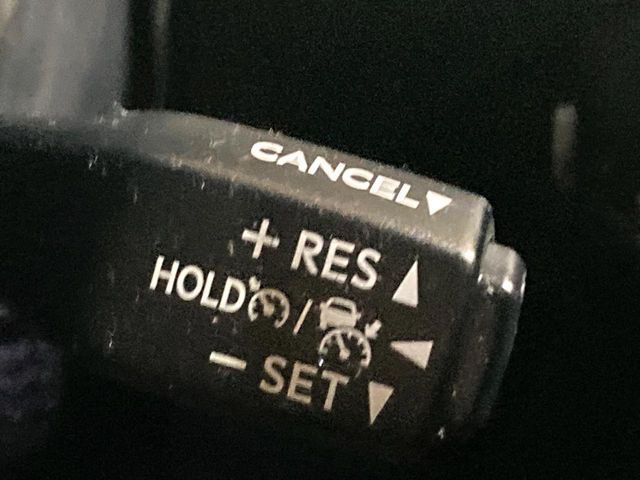 CANCEL▼
+ RES ▲
HOLD / ◀
− SET ▼